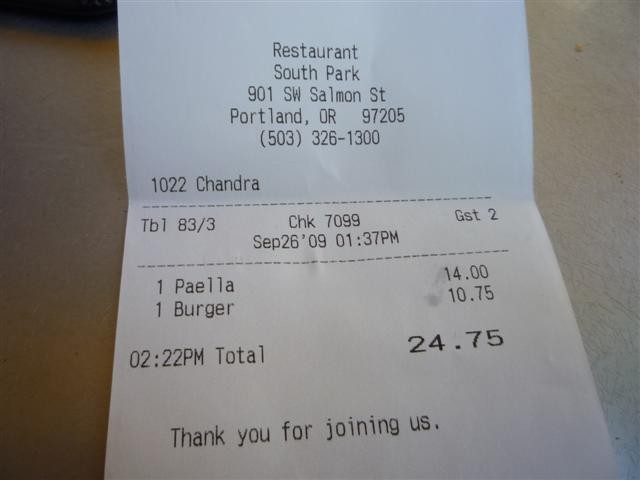 Restaurant
South Park
901 SW Salmon St
Portland, OR 97205
(503) 326-1300
1022 Chandra
Tbl 83/3 Chk 7099 Gst 2
Sep26'09 01:37PM
1 Paella 14.00
1 Burger 10.75
02:22PM Total 24.75
Thank you for joining us.